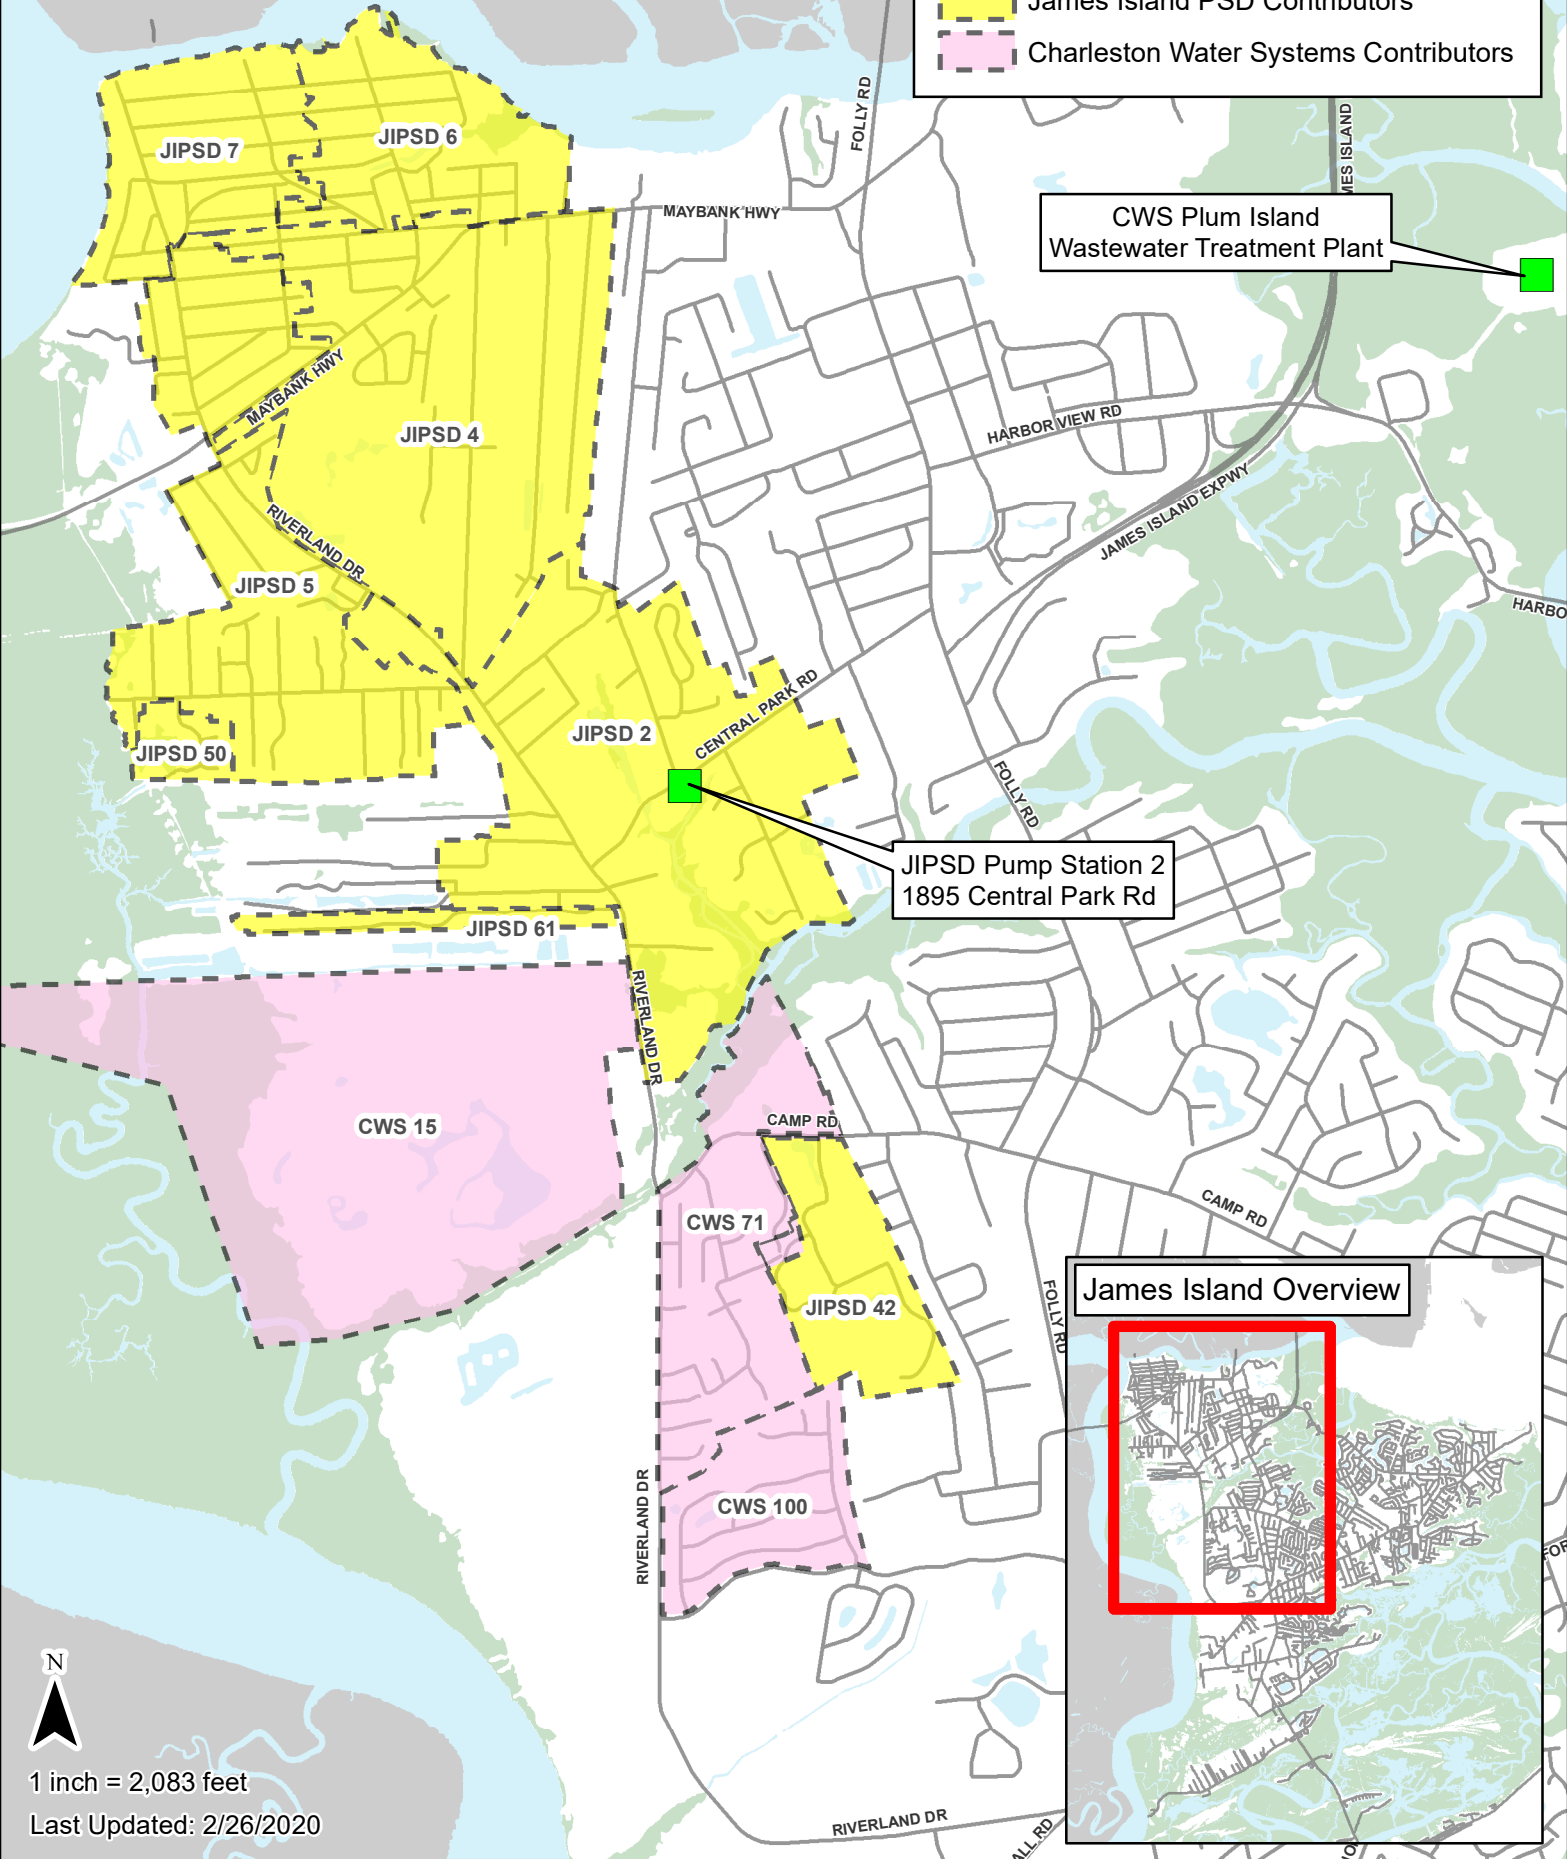 James Island PSD Contributors
Charleston Water Systems Contributors
FOLLY RD
JIPSD 6
JIPSD 7
MAYBANK HWY
CWS Plum Island
Wastewater Treatment Plant
MAYBANK HWY
JIPSD 4
HARBOR VIEW RD
JAMES ISLAND EXPWY
RIVERLAND DR
JIPSD 5
CENTRAL PARK RD
JIPSD 2
JIPSD 50
FOLLY RD
JIPSD Pump Station 2
1895 Central Park Rd
JIPSD 61
RIVERLAND DR
CWS 15
CAMP RD
CAMP RD
CWS 71
JIPSD 42
FOLLY RD
James Island Overview
RIVERLAND DR
CWS 100
N
1 inch = 2,083 feet
Last Updated: 2/26/2020
RIVERLAND DR